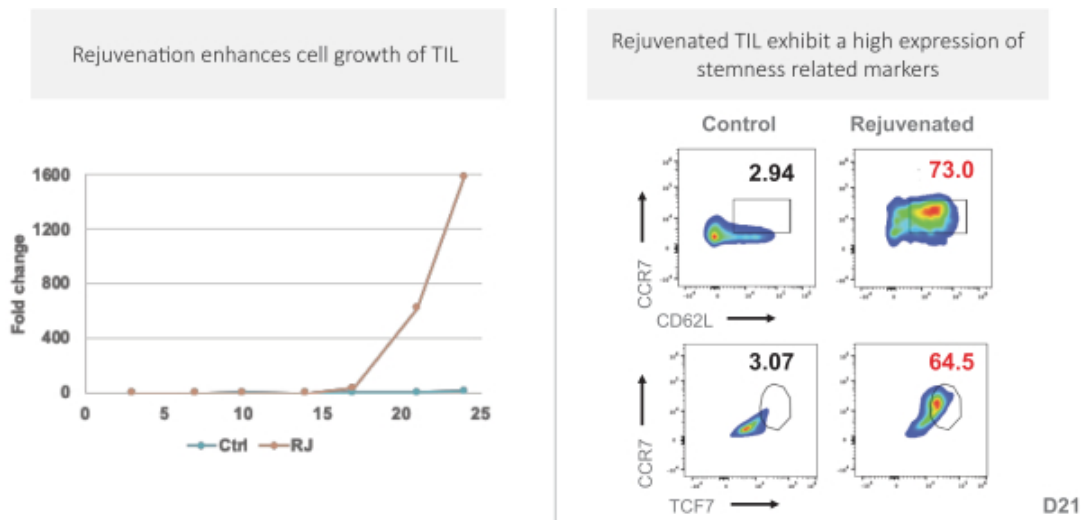 Rejuvenation enhances cell growth of TIL
1600
1200
800
400
0
Fold change
0 5 10 15 20 25
Ctrl RJ
Rejuvenated TIL exhibit a high expression of
stemness related markers
Control Rejuvenated
2.94 73.0
CCR7
CD62L
3.07 64.5
CCR7
TCF7
D21